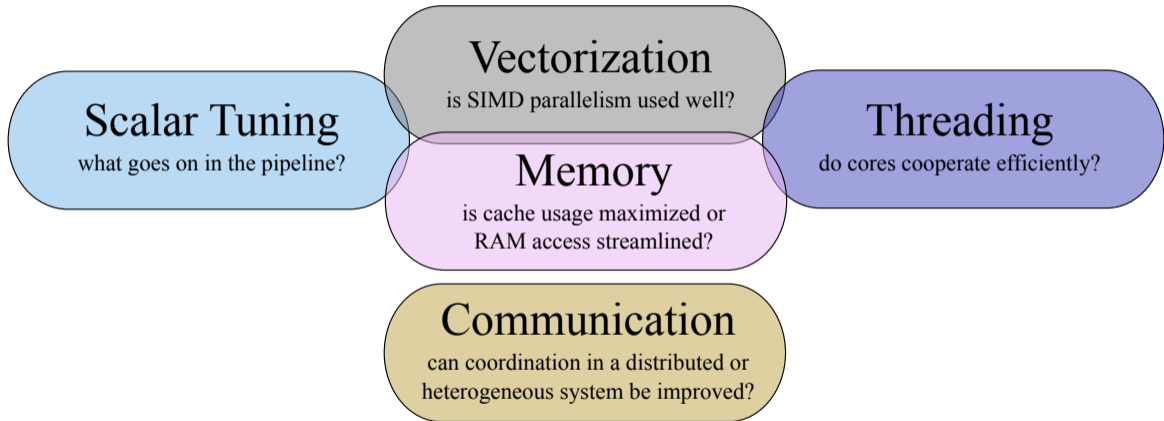 Vectorization
is SIMD parallelism used well?
Scalar Tuning
what goes on in the pipeline?
Threading
do cores cooperate efficiently?
Memory
is cache usage maximized or
RAM access streamlined?
Communication
can coordination in a distributed or
heterogeneous system be improved?